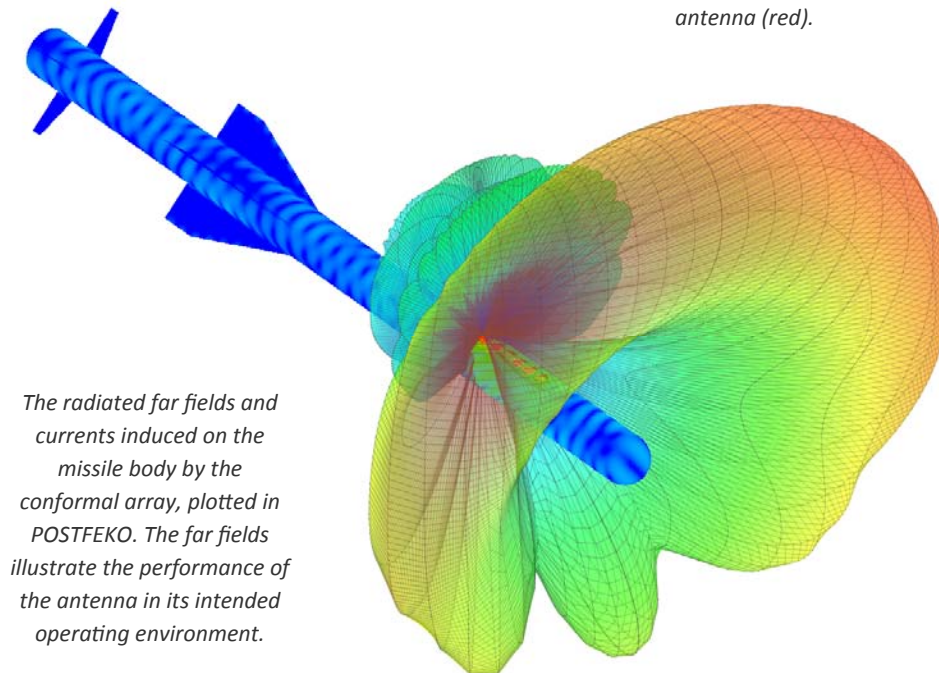 antenna (red).
The radiated far fields and
currents induced on the
missile body by the
conformal array, plotted in
POSTFEKO. The far fields
illustrate the performance of
the antenna in its intended
operating environment.